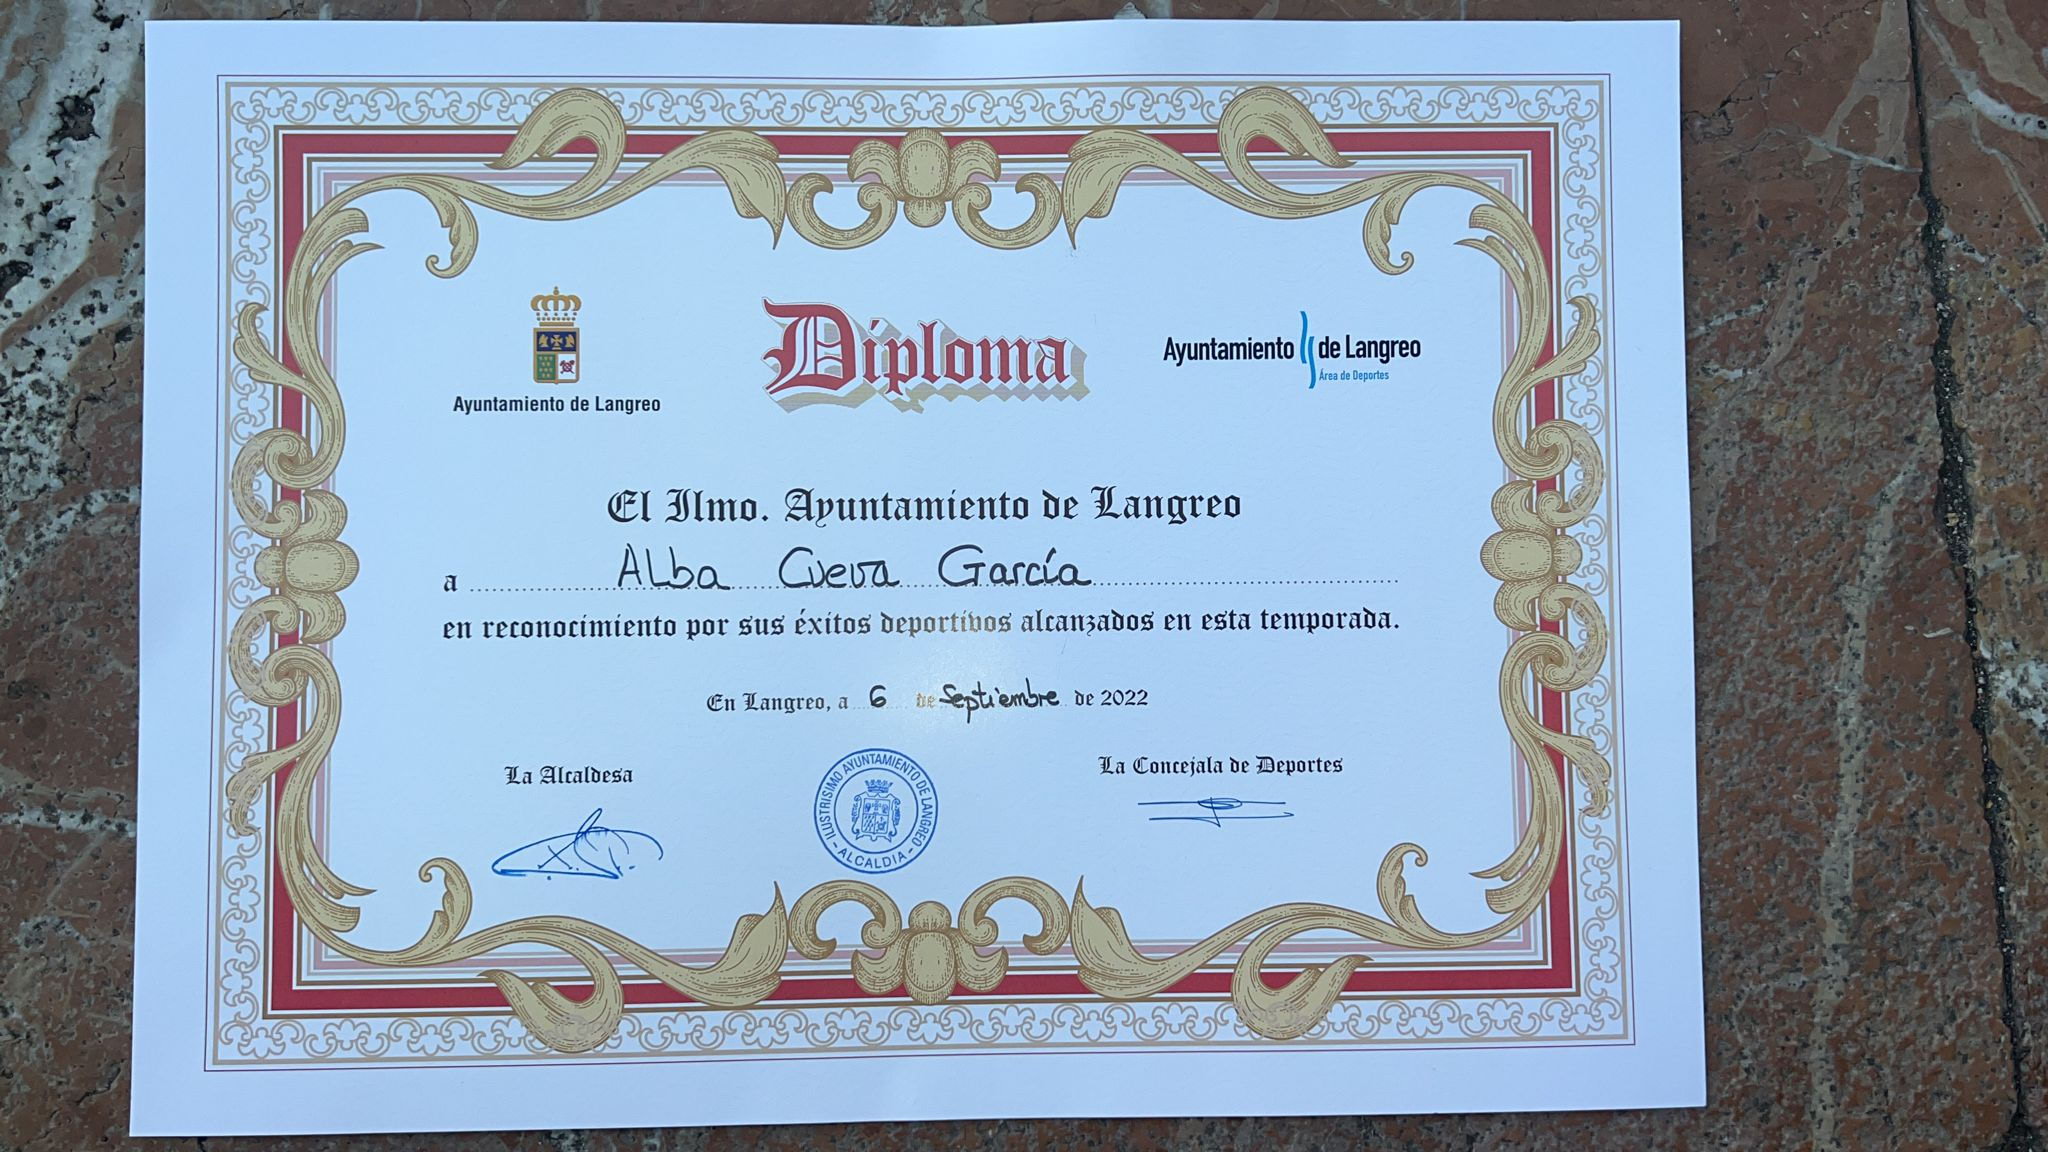 Ayuntamiento de Langreo
Diploma
Ayuntamiento de Langreo
Área de Deportes
El Ilmo. Ayuntamiento de Langreo
a Alba Cueva García
en reconocimiento por sus éxitos deportivos alcanzados en esta temporada.
En Langreo, a 6 de Septiembre de 2022
La Alcaldesa
ILUSTRISIMO AYUNTAMIENTO DE LANGREO
- ALCALDIA -
La Concejala de Deportes